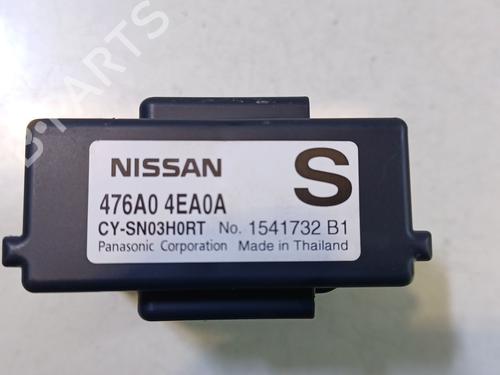 NISSAN
S
476A0 4EA0A
CY-SN03H0RT No. 1541732 B1
Panasonic Corporation Made in Thailand